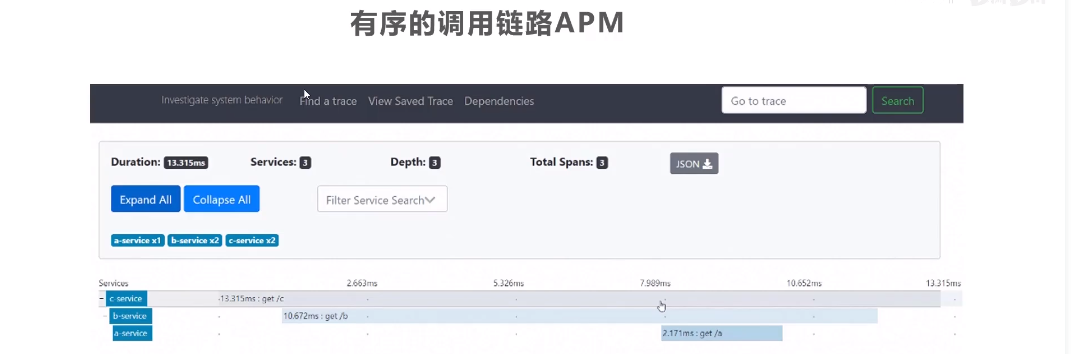 有序的调用链路APM
Investigate system behavior Find a trace View Saved Trace Dependencies Go to trace Search
Duration: 13.315ms Services: 3 Depth: 3 Total Spans: 3 JSON
Expand All Collapse All Filter Service Search
a-service x1 b-service x2 c-service x2
Services 2.663ms 5.326ms 7.989ms 10.652ms 13.315ms
- c-service 13.315ms : get /c
- b-service 10.672ms : get /b
a-service 2.171ms : get /a